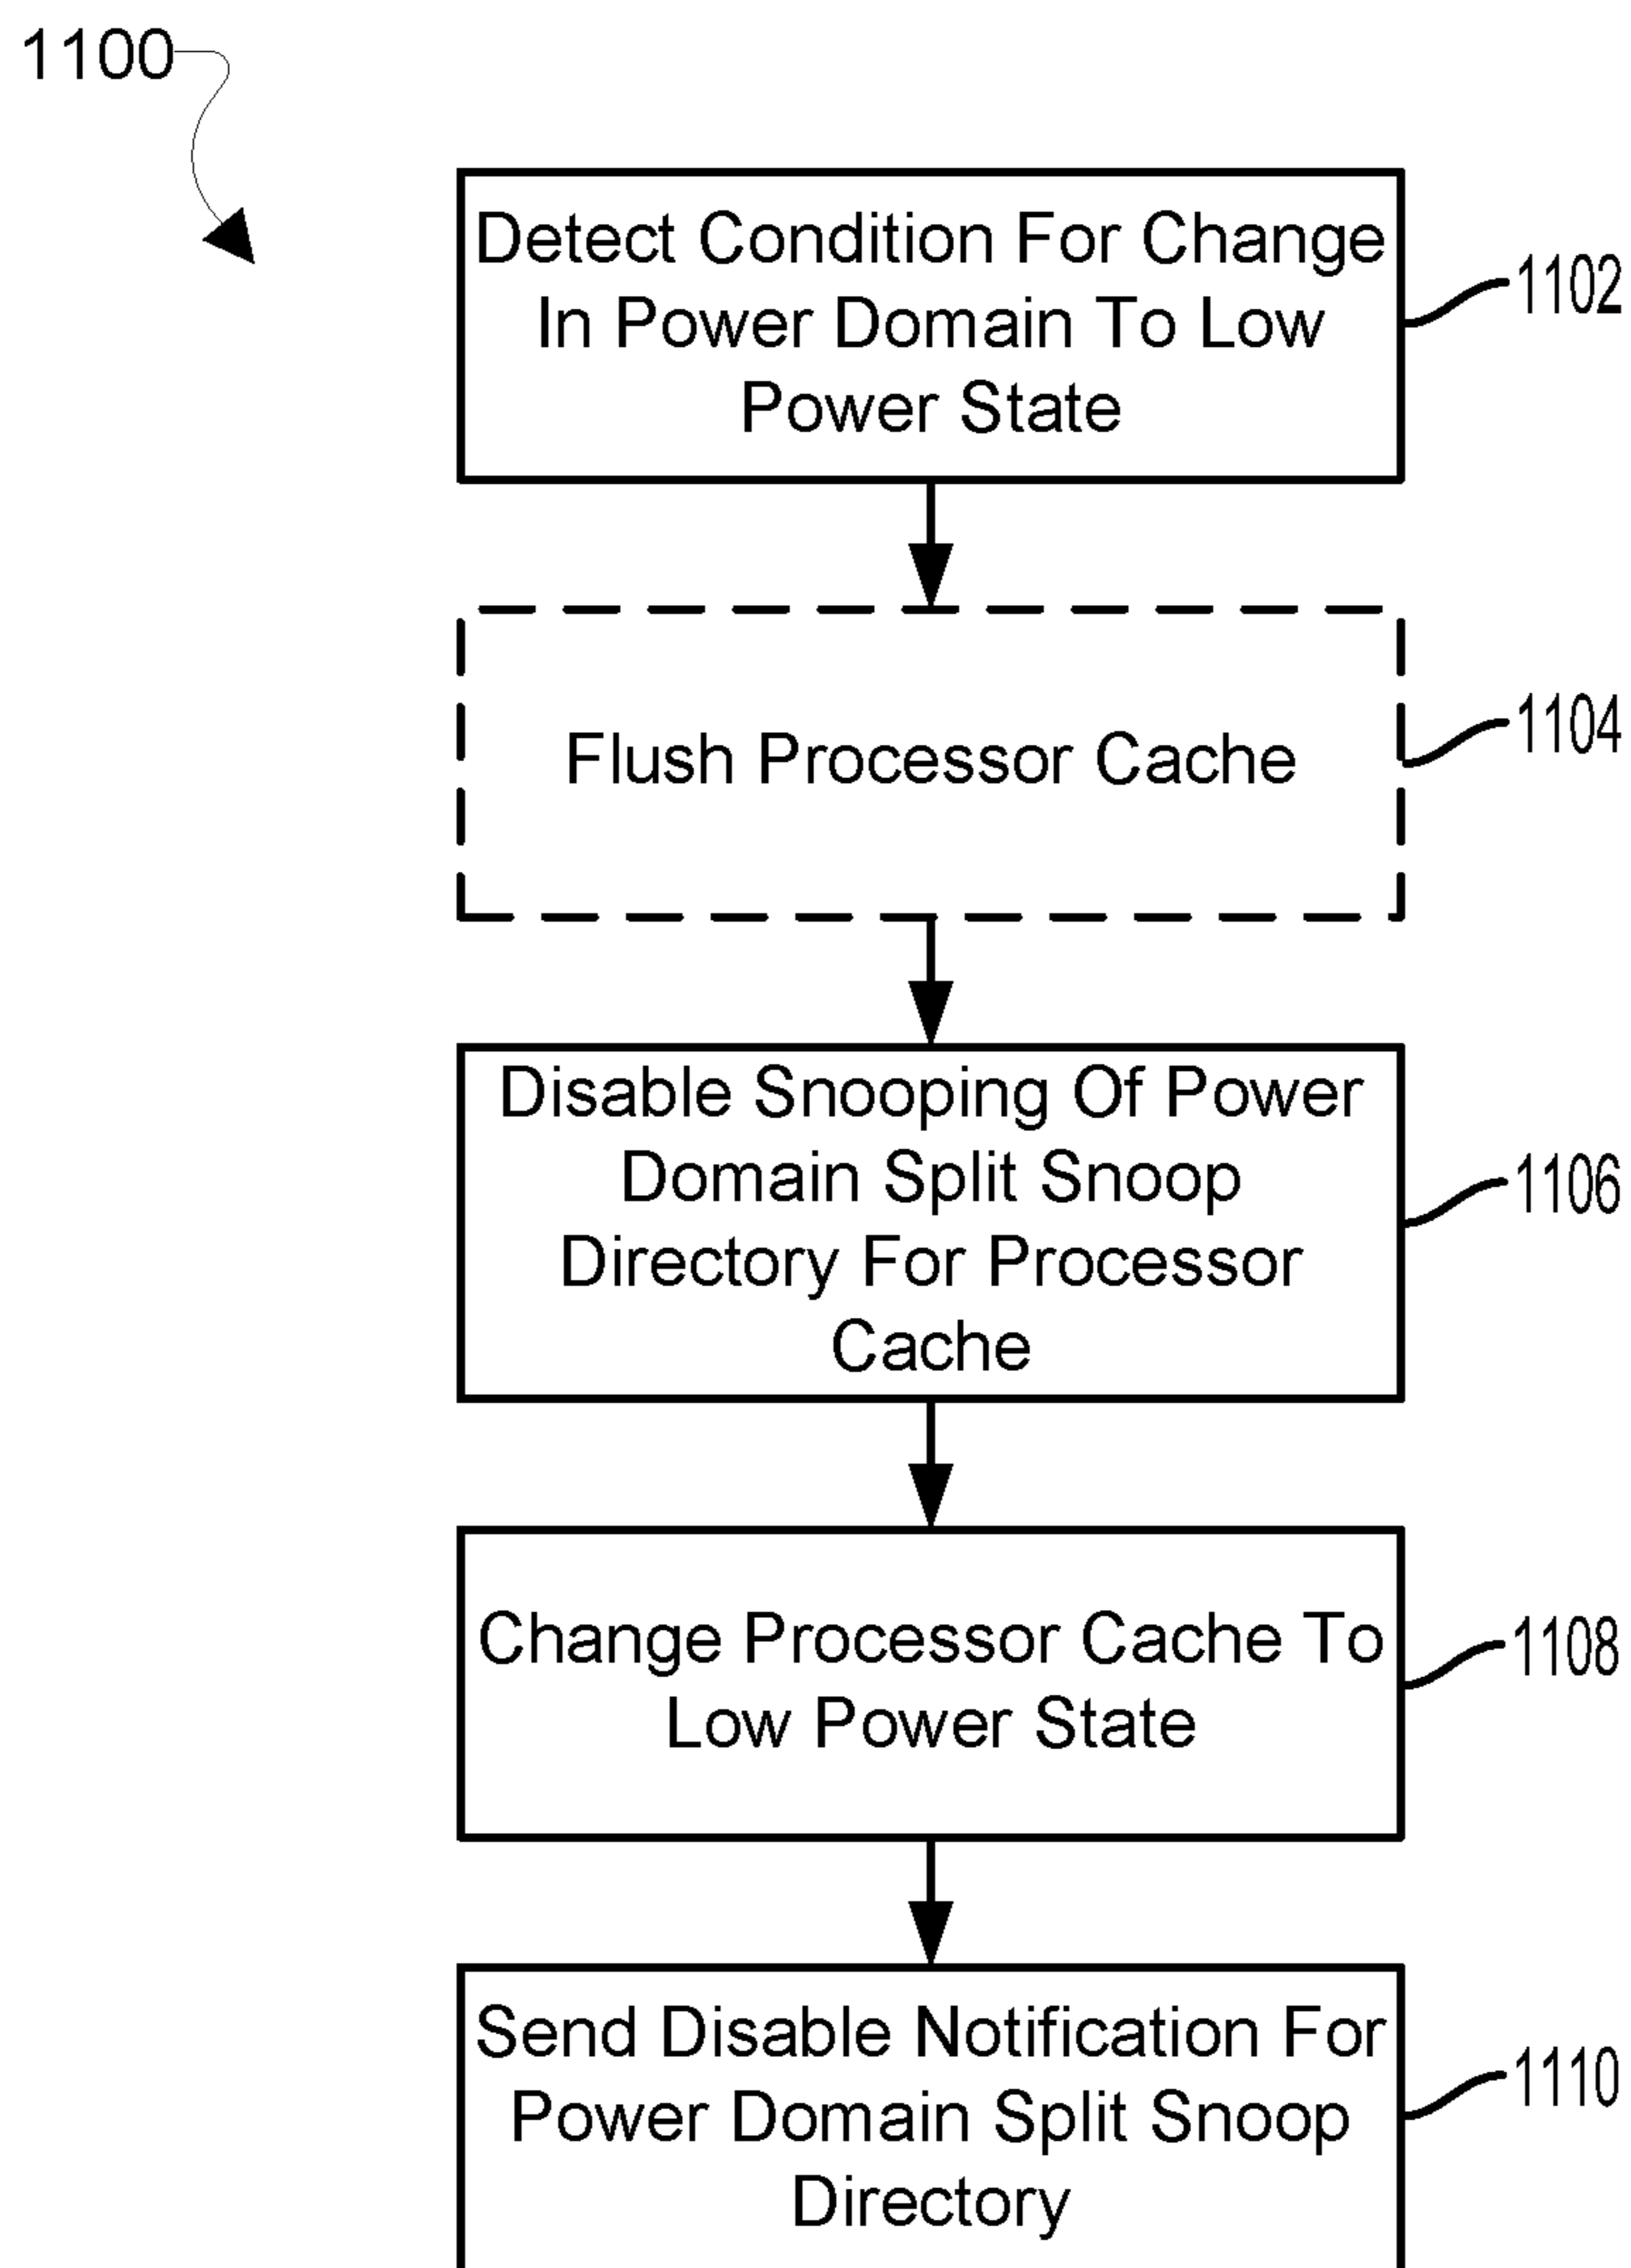 1100
Detect Condition For Change
In Power Domain To Low
Power State
1102
Flush Processor Cache
1104
Disable Snooping Of Power
Domain Split Snoop
Directory For Processor
Cache
1106
Change Processor Cache To
Low Power State
1108
Send Disable Notification For
Power Domain Split Snoop
Directory
1110